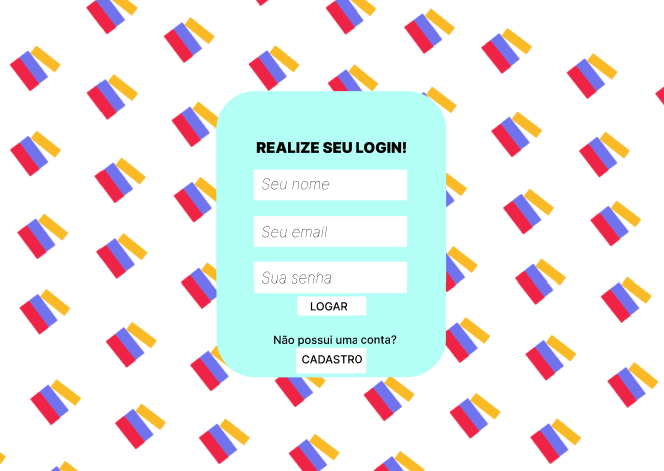 REALIZE SEU LOGIN!
Seu nome
Seu email
Sua senha
LOGAR
Não possui uma conta?
CADASTRO